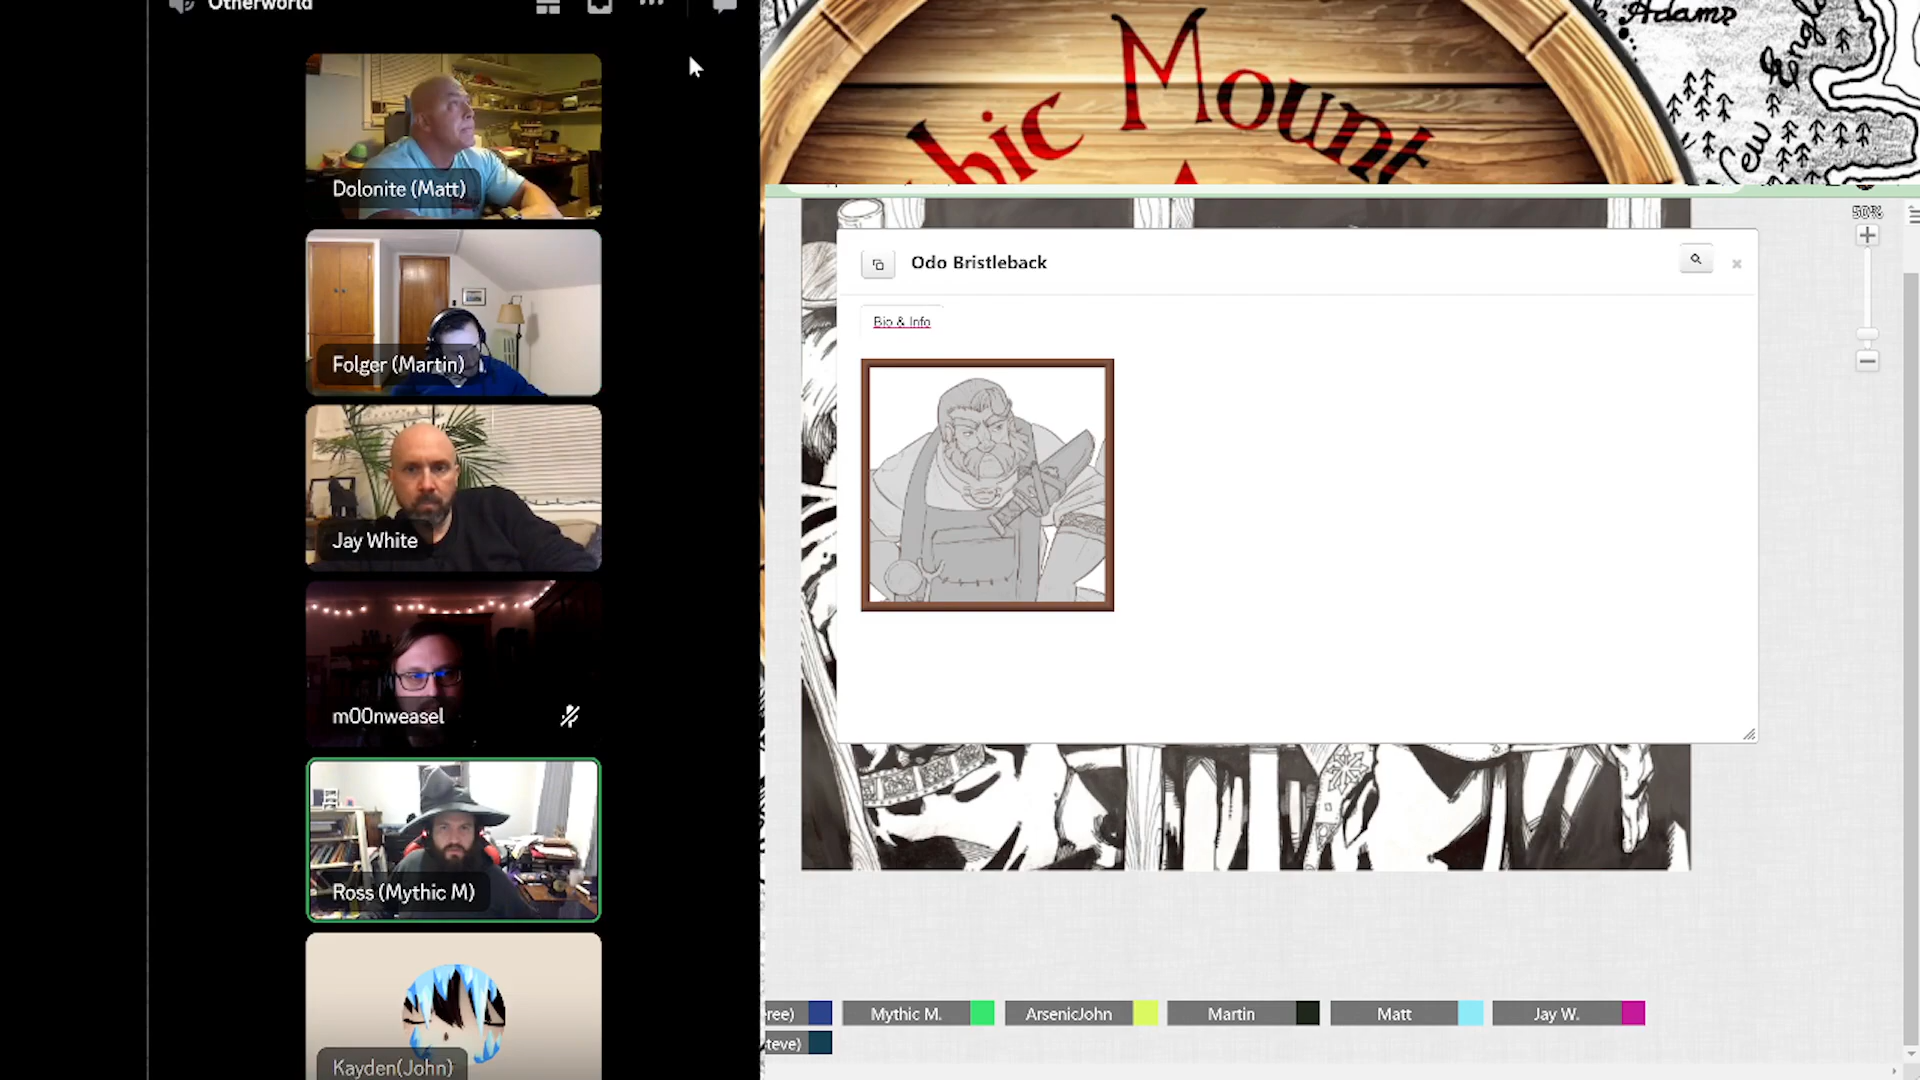 Otherworld
Dolonite (Matt)
Folger (Martin)
Jay White
m00nweasel
Ross (Mythic M)
Kayden(John)
hic Mount
Adams
50%
Odo Bristleback
Bio & Info
ree)
Mythic M.
ArsenicJohn
Martin
Matt
Jay W.
teve)